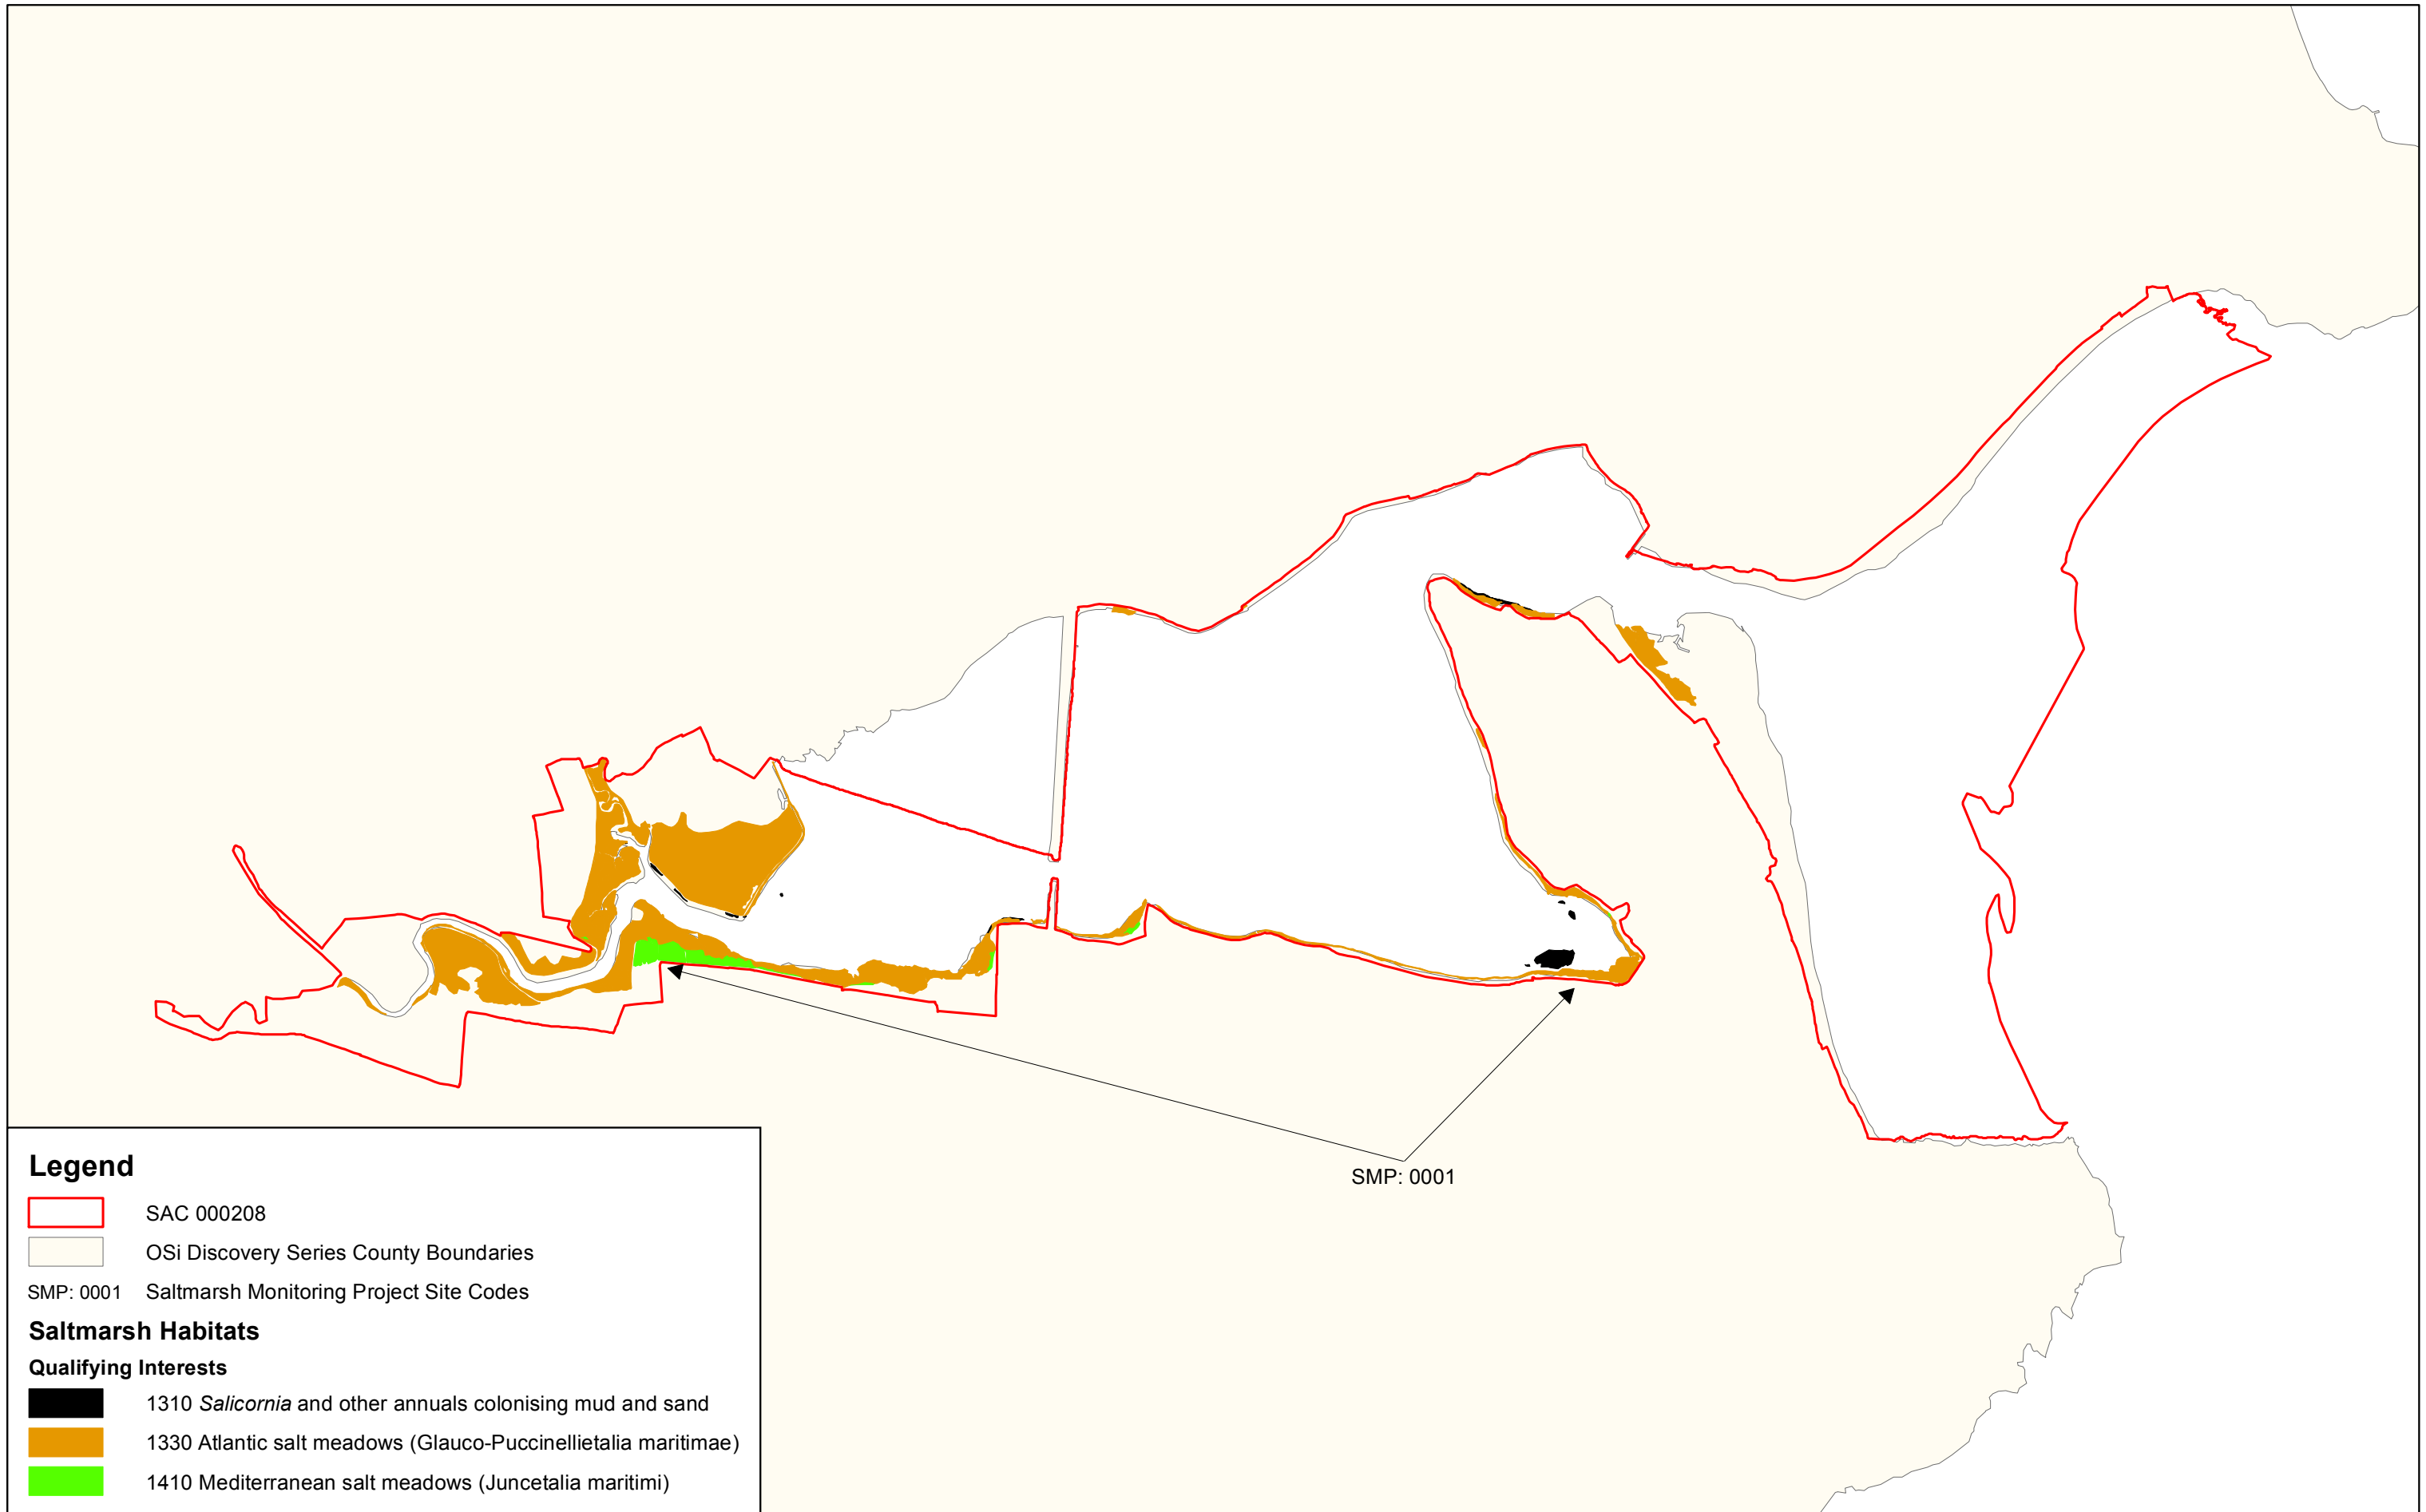 SMP: 0001
Legend
SAC 000208
OSi Discovery Series County Boundaries
SMP: 0001 Saltmarsh Monitoring Project Site Codes
Saltmarsh Habitats
Qualifying Interests
1310 Salicornia and other annuals colonising mud and sand
1330 Atlantic salt meadows (Glauco-Puccinellietalia maritimae)
1410 Mediterranean salt meadows (Juncetalia maritimi)